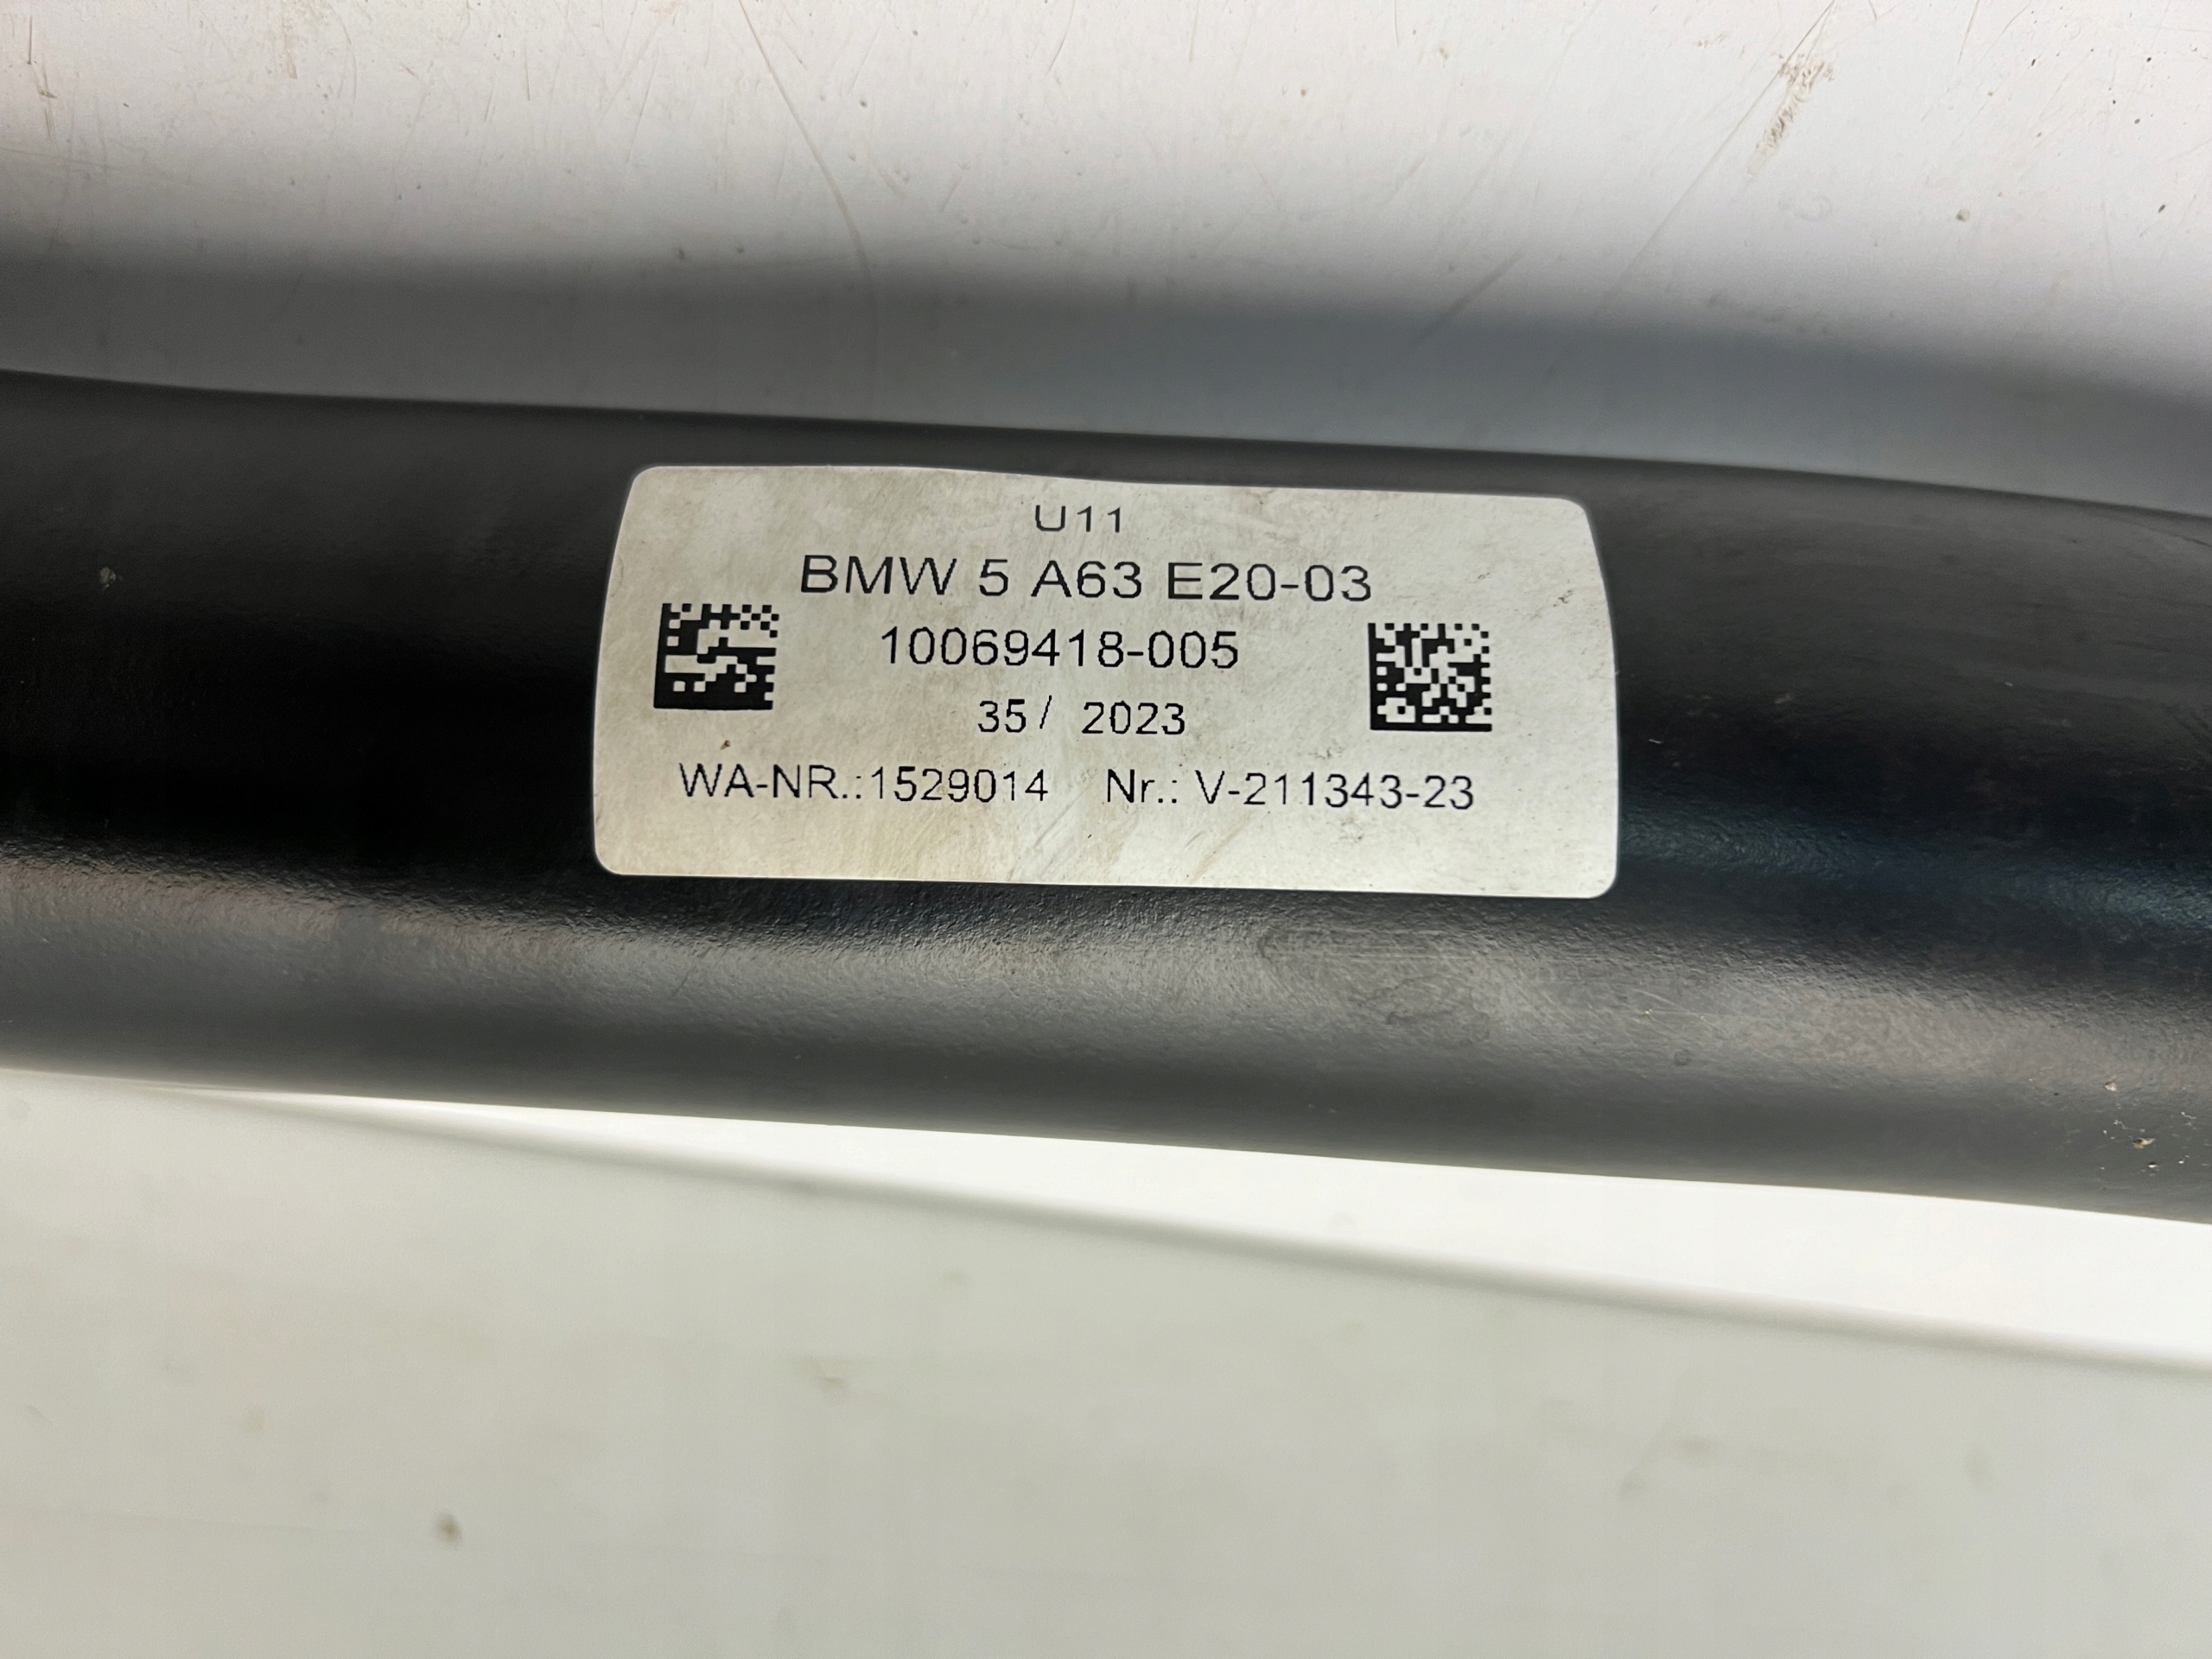 U11
BMW 5 A63 E20-03
10069418-005
35/ 2023
WA-NR.:1529014 Nr.: V-211343-23